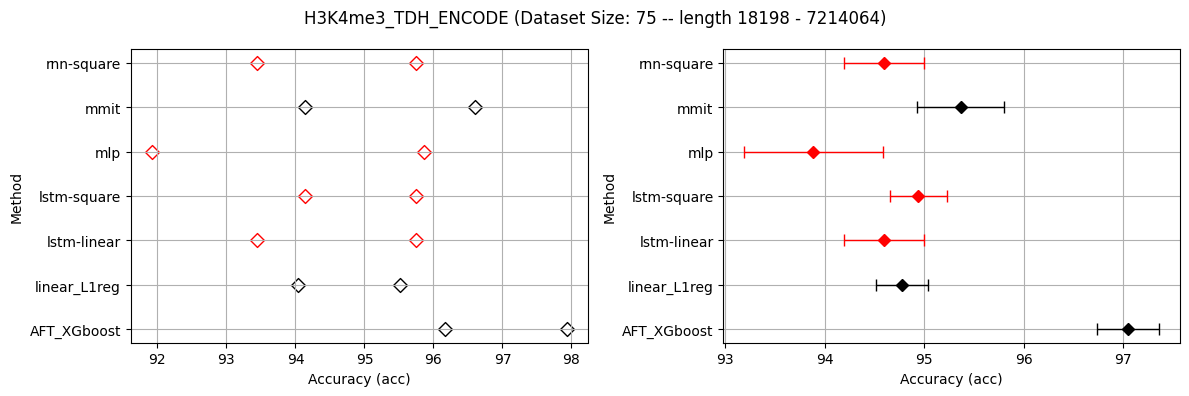 H3K4me3_TDH_ENCODE (Dataset Size: 75 -- length 18198 - 7214064)
Method
rnn-square
mmit
mlp
lstm-square
lstm-linear
linear_L1reg
AFT_XGboost
92 93 94 95 96 97 98
Accuracy (acc)
Method
rnn-square
mmit
mlp
lstm-square
lstm-linear
linear_L1reg
AFT_XGboost
93 94 95 96 97
Accuracy (acc)